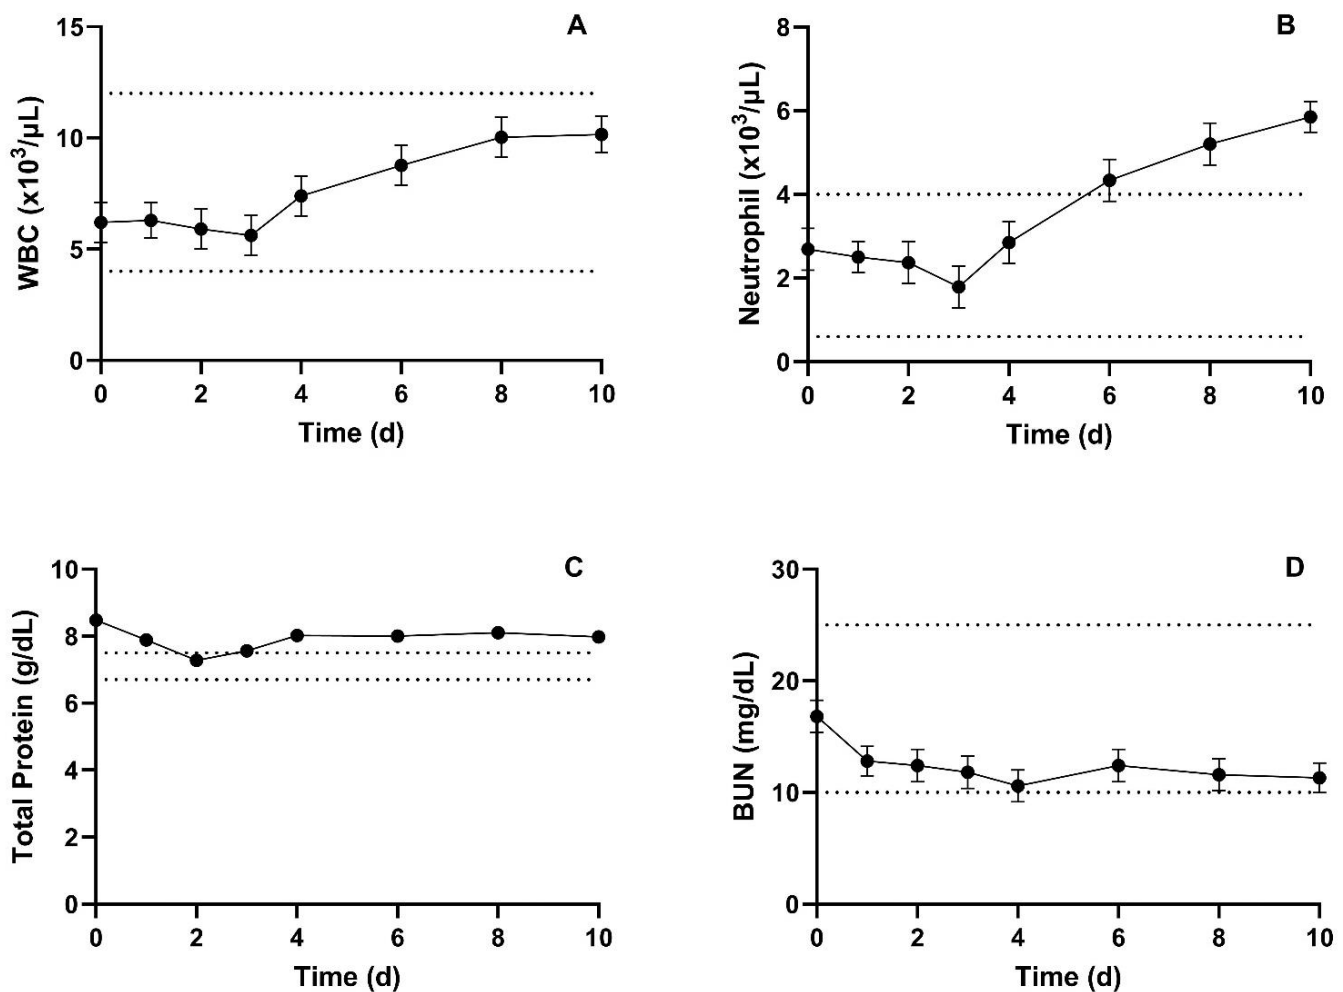 A
15
10
5
0
WBC (x10³/µL)
0 2 4 6 8 10
Time (d)
B
8
6
4
2
0
Neutrophil (x10³/µL)
0 2 4 6 8 10
Time (d)
C
10
8
6
4
2
0
Total Protein (g/dL)
0 2 4 6 8 10
Time (d)
D
30
20
10
0
BUN (mg/dL)
0 2 4 6 8 10
Time (d)